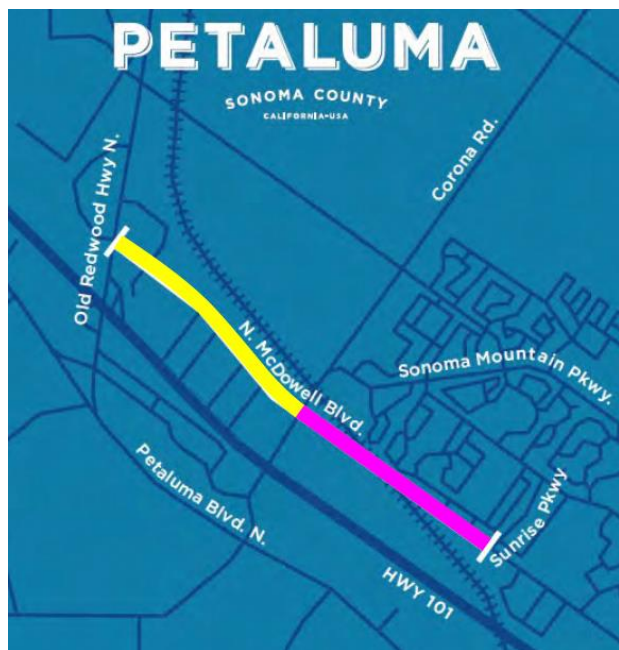 PETALUMA
SONOMA COUNTY
CALIFORNIA•USA
Corona Rd.
Old Redwood Hwy N.
N. McDowell Blvd.
Sonoma Mountain Pkwy.
Petaluma Blvd. N.
Sunrise Pkwy
HWY 101